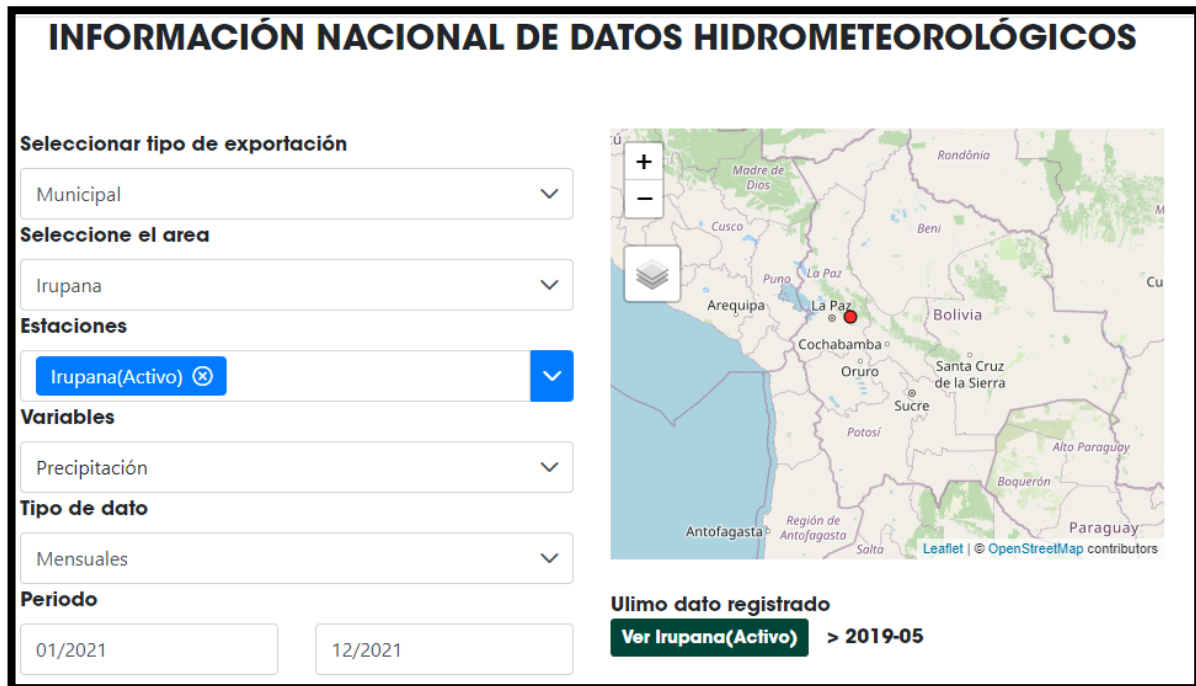 INFORMACIÓN NACIONAL DE DATOS HIDROMETEOROLÓGICOS
Seleccionar tipo de exportación
Municipal
Seleccione el area
Irupana
Estaciones
Irupana(Activo)
Variables
Precipitación
Tipo de dato
Mensuales
Periodo
01/2021
12/2021
+
−
Rondônia
Madre de
Dios
Cusco
Beni
Puno
La Paz
Arequipa
La Paz
Bolivia
Cochabamba
Oruro
Santa Cruz
de la Sierra
Sucre
Potosí
Alto Paraguay
Boquerón
Antofagasta
Región de
Antofagasta
Salta
Paraguay
Leaflet | © OpenStreetMap contributors
Ulimo dato registrado
Ver Irupana(Activo) > 2019-05